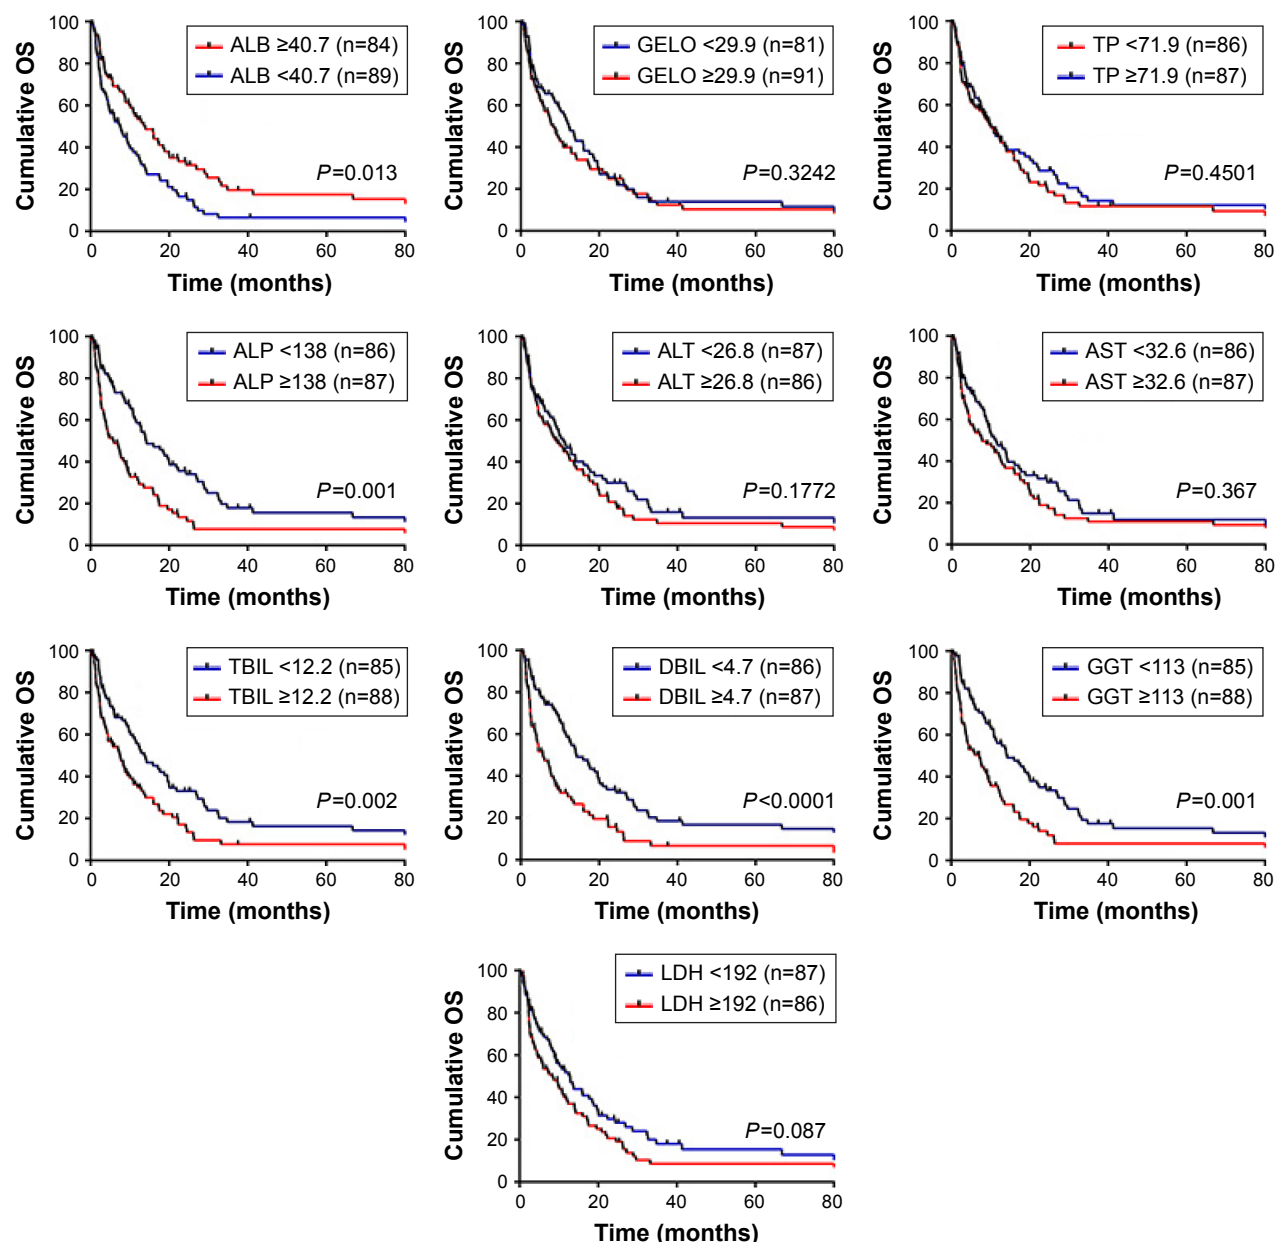 ALB ≥40.7 (n=84)
ALB <40.7 (n=89)
P=0.013
Cumulative OS
100
80
60
40
20
0
0 20 40 60 80
Time (months)
GELO <29.9 (n=81)
GELO ≥29.9 (n=91)
P=0.3242
Cumulative OS
100
80
60
40
20
0
0 20 40 60 80
Time (months)
TP <71.9 (n=86)
TP ≥71.9 (n=87)
P=0.4501
Cumulative OS
100
80
60
40
20
0
0 20 40 60 80
Time (months)
ALP <138 (n=86)
ALP ≥138 (n=87)
P=0.001
Cumulative OS
100
80
60
40
20
0
0 20 40 60 80
Time (months)
ALT <26.8 (n=87)
ALT ≥26.8 (n=86)
P=0.1772
Cumulative OS
100
80
60
40
20
0
0 20 40 60 80
Time (months)
AST <32.6 (n=86)
AST ≥32.6 (n=87)
P=0.367
Cumulative OS
100
80
60
40
20
0
0 20 40 60 80
Time (months)
TBIL <12.2 (n=85)
TBIL ≥12.2 (n=88)
P=0.002
Cumulative OS
100
80
60
40
20
0
0 20 40 60 80
Time (months)
DBIL <4.7 (n=86)
DBIL ≥4.7 (n=87)
P<0.0001
Cumulative OS
100
80
60
40
20
0
0 20 40 60 80
Time (months)
GGT <113 (n=85)
GGT ≥113 (n=88)
P=0.001
Cumulative OS
100
80
60
40
20
0
0 20 40 60 80
Time (months)
LDH <192 (n=87)
LDH ≥192 (n=86)
P=0.087
Cumulative OS
100
80
60
40
20
0
0 20 40 60 80
Time (months)